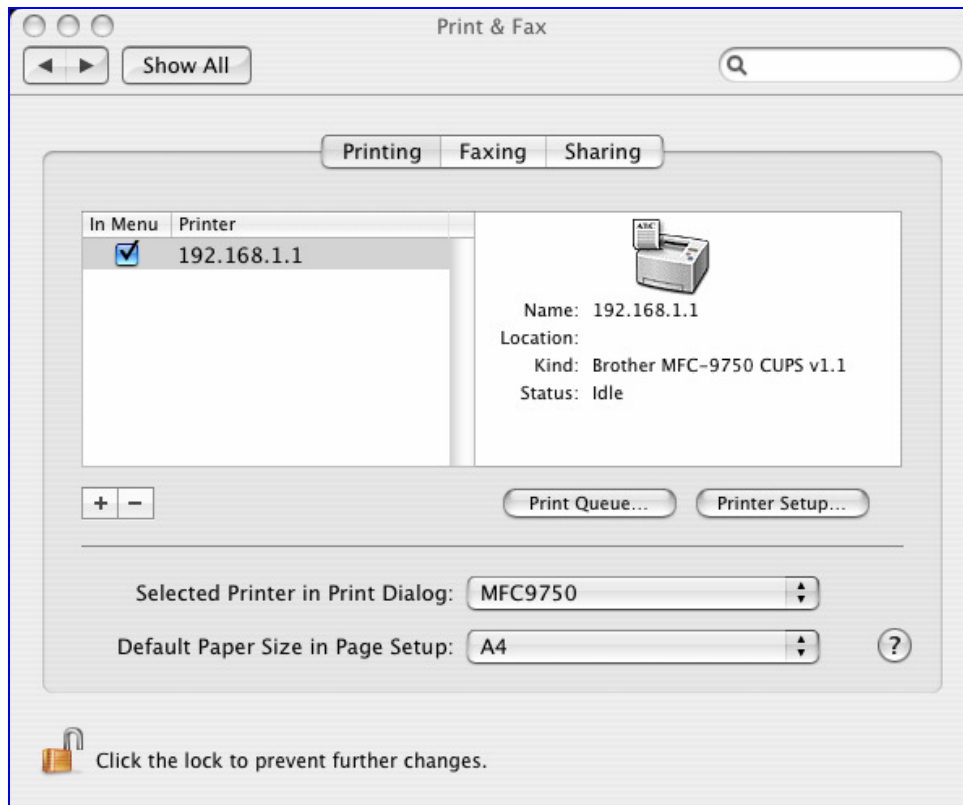 Print & Fax
Show All
Printing Faxing Sharing
In Menu Printer
192.168.1.1
ABC
Name: 192.168.1.1
Location:
Kind: Brother MFC-9750 CUPS v1.1
Status: Idle
+ −
Print Queue... Printer Setup...
Selected Printer in Print Dialog: MFC9750
Default Paper Size in Page Setup: A4 ?
Click the lock to prevent further changes.